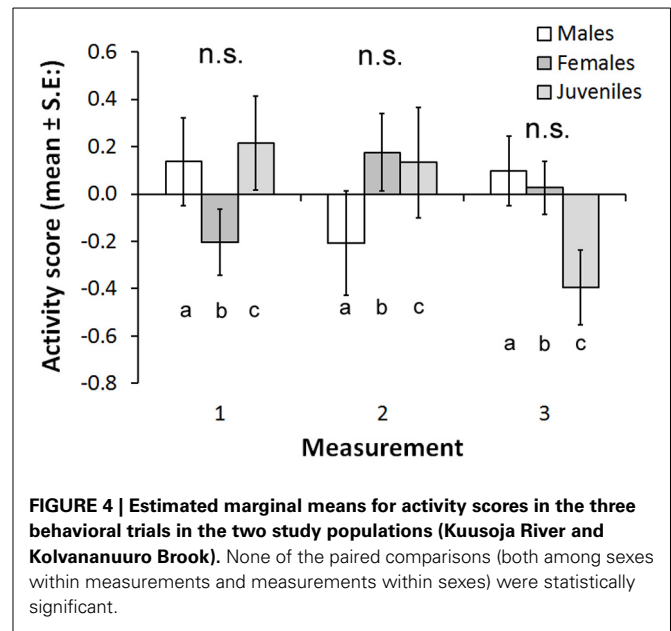 0.6
n.s.
n.s.
Males
Females
Juveniles
0.4
n.s.
0.2
0.0
-0.2
-0.4
-0.6
-0.8
Activity score (mean ± S.E:)
a b c
a b c
a b c
1 2 3
Measurement
FIGURE 4 | Estimated marginal means for activity scores in the three
behavioral trials in the two study populations (Kuusoja River and
Kolvananuuro Brook). None of the paired comparisons (both among sexes
within measurements and measurements within sexes) were statistically
significant.